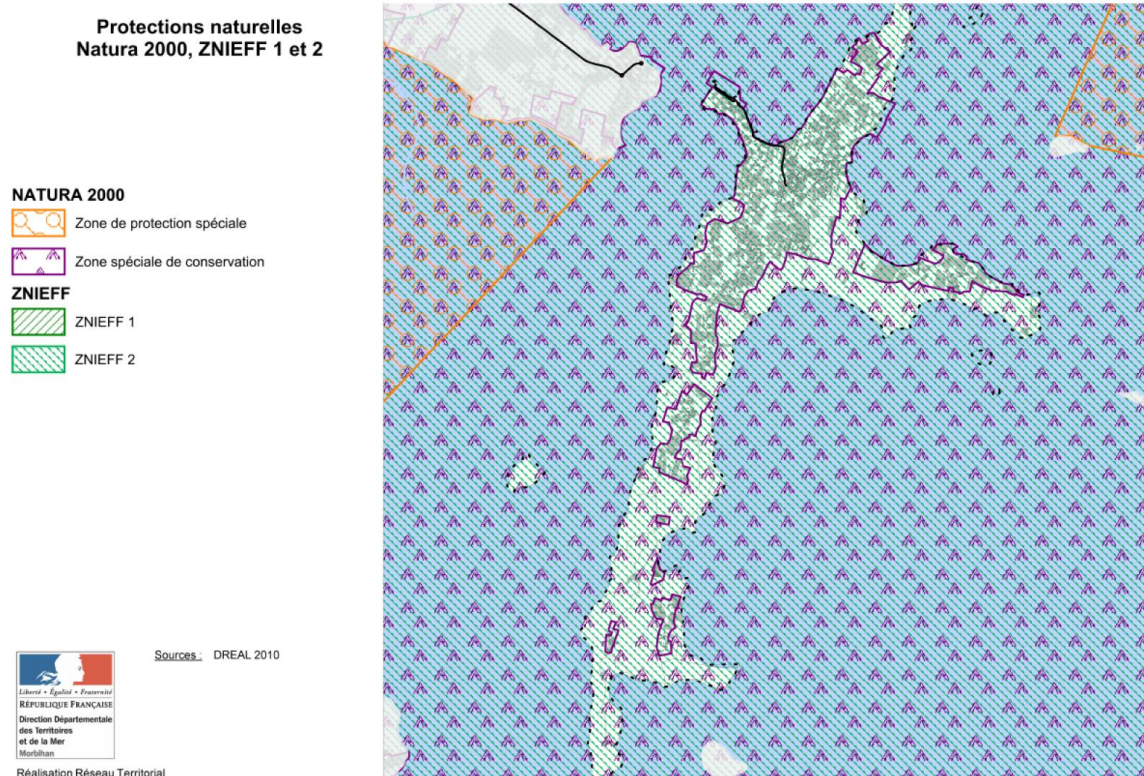 Protections naturelles
Natura 2000, ZNIEFF 1 et 2
NATURA 2000
Zone de protection spéciale
Zone spéciale de conservation
ZNIEFF
ZNIEFF 1
ZNIEFF 2
Sources : DREAL 2010
Liberté • Égalité • Fraternité
RÉPUBLIQUE FRANÇAISE
Direction Départementale
des Territoires
et de la Mer
Morbihan
Réalisation Réseau Territorial